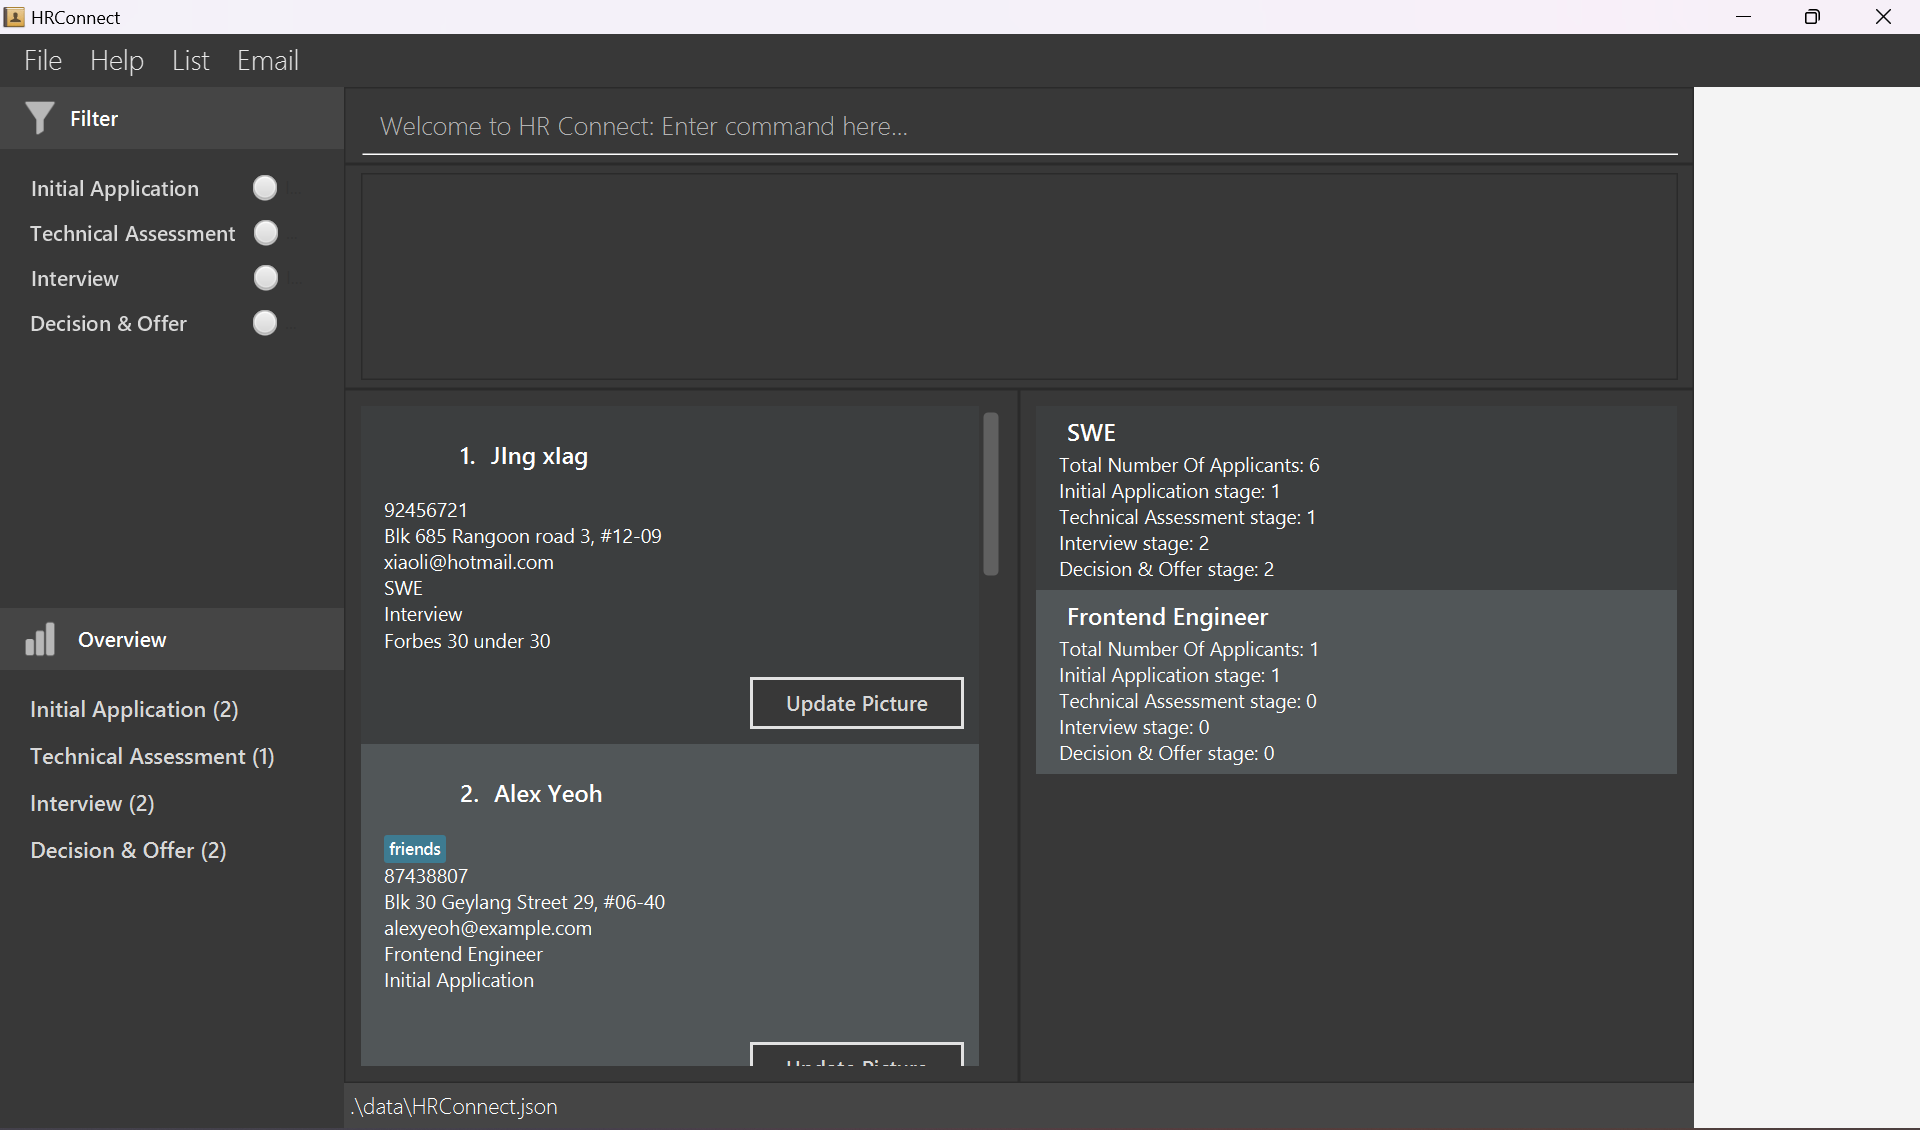 HRConnect
File Help List Email
Filter
Initial Application
Technical Assessment
Interview
Decision & Offer
Overview
Initial Application (2)
Technical Assessment (1)
Interview (2)
Decision & Offer (2)
Welcome to HR Connect: Enter command here...
1. JIng xIag
92456721
Blk 685 Rangoon road 3, #12-09
xiaoli@hotmail.com
SWE
Interview
Forbes 30 under 30
Update Picture
2. Alex Yeoh
friends
87438807
Blk 30 Geylang Street 29, #06-40
alexyeoh@example.com
Frontend Engineer
Initial Application
Update Picture
SWE
Total Number Of Applicants: 6
Initial Application stage: 1
Technical Assessment stage: 1
Interview stage: 2
Decision & Offer stage: 2
Frontend Engineer
Total Number Of Applicants: 1
Initial Application stage: 1
Technical Assessment stage: 0
Interview stage: 0
Decision & Offer stage: 0
.\data\HRConnect.json